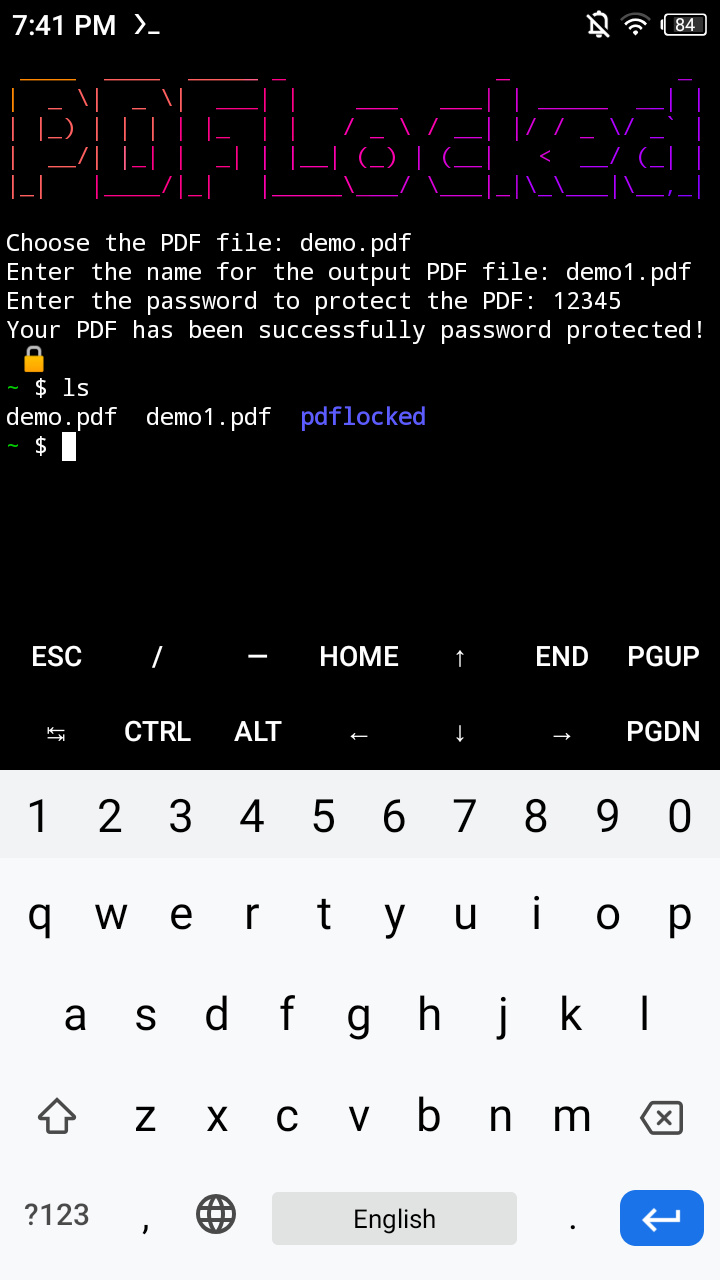 7:41 PM
84
PDFLocked
Choose the PDF file: demo.pdf
Enter the name for the output PDF file: demo1.pdf
Enter the password to protect the PDF: 12345
Your PDF has been successfully password protected!
🔒
~ $ ls
demo.pdf demo1.pdf pdflocked
~ $
ESC / — HOME ↑ END PGUP
↹ CTRL ALT ← ↓ → PGDN
1 2 3 4 5 6 7 8 9 0
q w e r t y u i o p
a s d f g h j k l
z x c v b n m
?123 , English .